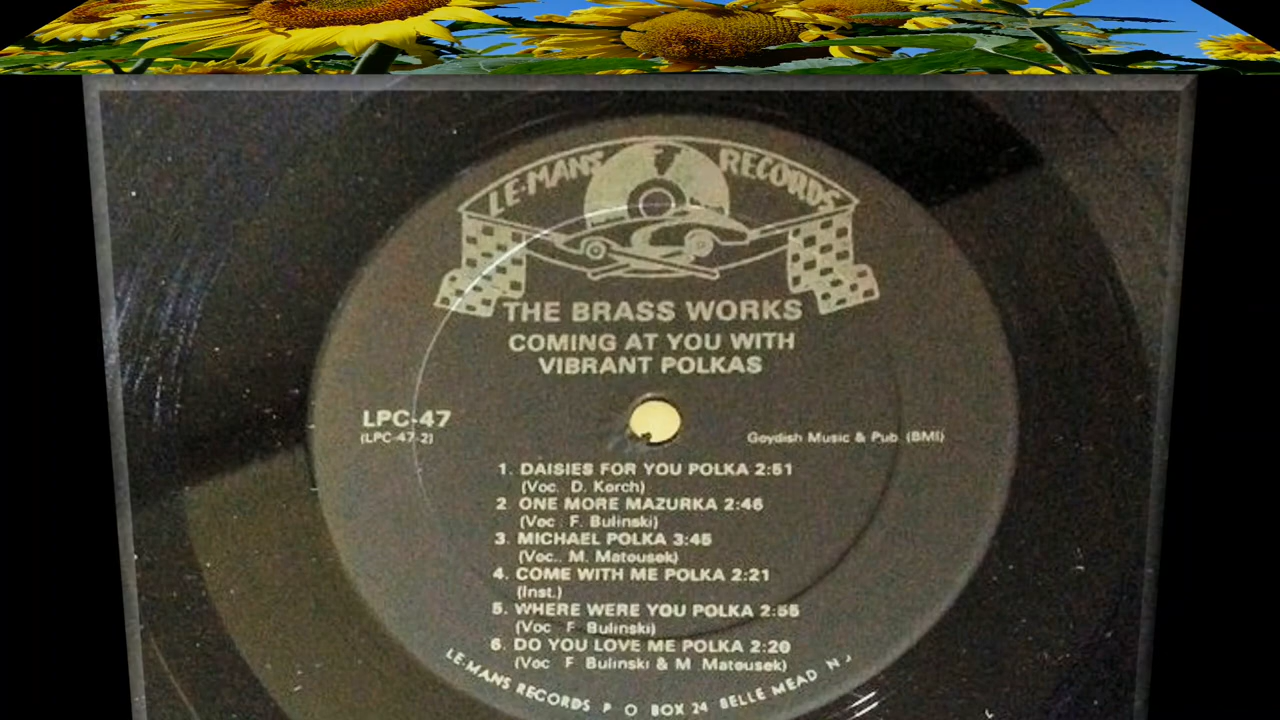 LE-MANS RECORDS
THE BRASS WORKS
COMING AT YOU WITH
VIBRANT POLKAS
LPC-47
(LPC-47-2)
Goydish Music & Pub (BMI)
1. DAISIES FOR YOU POLKA 2:51
(Voc. D. Korch)
2 ONE MORE MAZURKA 2:46
(Voc. F. Bulinski)
3. MICHAEL POLKA 3:45
(Voc.. M. Matousek)
4. COME WITH ME POLKA 2:21
(Inst.)
5. WHERE WERE YOU POLKA 2:55
(Voc F Bulinski)
6. DO YOU LOVE ME POLKA 2:20
(Voc F Bulinski & M Matousek)
LE-MANS RECORDS P O BOX 24 BELLE MEAD N J